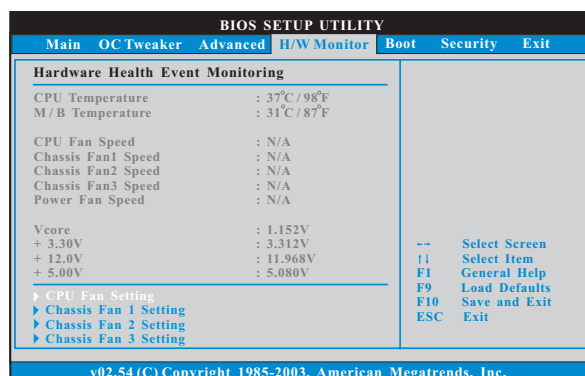 BIOS SETUP UTILITY
Main OC Tweaker Advanced H/W Monitor Boot Security Exit
Hardware Health Event Monitoring
CPU Temperature : 37°C / 98°F
M / B Temperature : 31°C / 87°F
CPU Fan Speed : N/A
Chassis Fan1 Speed : N/A
Chassis Fan2 Speed : N/A
Chassis Fan3 Speed : N/A
Power Fan Speed : N/A
Vcore : 1.152V
+ 3.30V : 3.312V
+ 12.0V : 11.968V
+ 5.00V : 5.080V
CPU Fan Setting
Chassis Fan 1 Setting
Chassis Fan 2 Setting
Chassis Fan 3 Setting
←→ Select Screen
↑↓ Select Item
F1 General Help
F9 Load Defaults
F10 Save and Exit
ESC Exit
v02.54 (C) Copyright 1985-2003, American Megatrends, Inc.